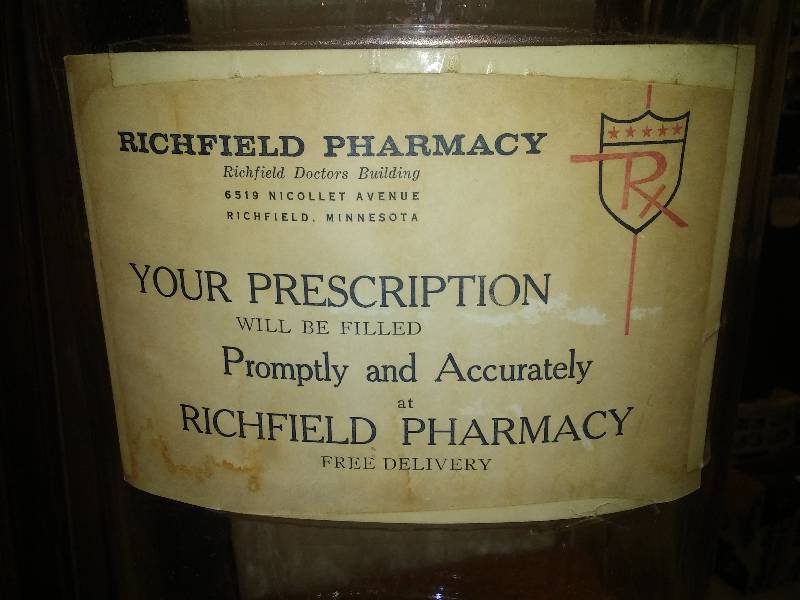 RICHFIELD PHARMACY
Richfield Doctors Building
6519 NICOLLET AVENUE
RICHFIELD, MINNESOTA
Rx
YOUR PRESCRIPTION
WILL BE FILLED
Promptly and Accurately
at
RICHFIELD PHARMACY
FREE DELIVERY